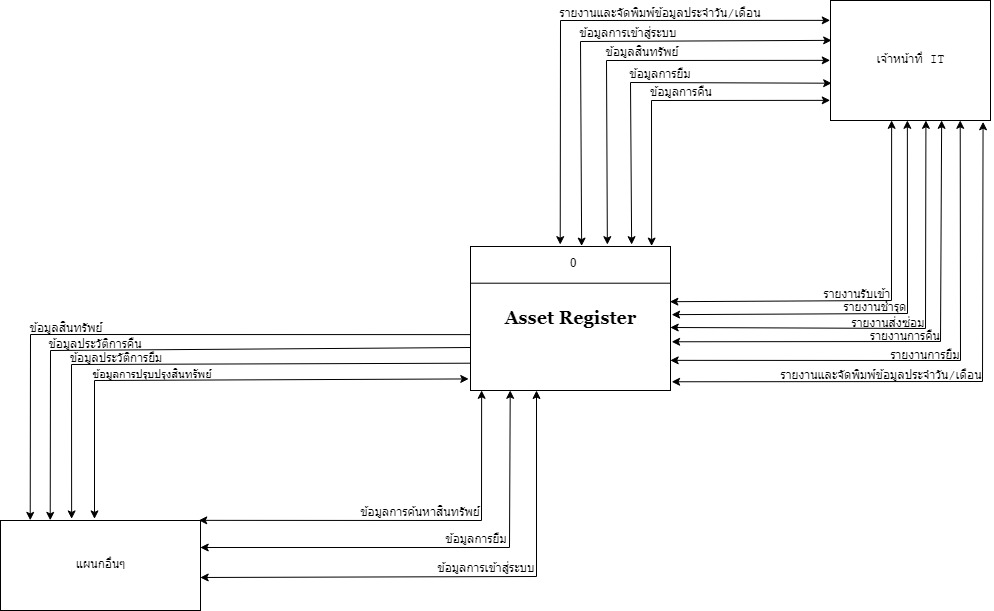 รายงานและจัดพิมพ์ข้อมูลประจำวัน/เดือน
ข้อมูลการเข้าสู่ระบบ
ข้อมูลสินทรัพย์
เจ้าหน้าที่ IT
ข้อมูลการยืม
ข้อมูลการคืน
0
Asset Register
รายงานรับเข้า
รายงานชำรุด
รายงานส่งซ่อม
รายงานการคืน
รายงานการยืม
รายงานและจัดพิมพ์ข้อมูลประจำวัน/เดือน
ข้อมูลสินทรัพย์
ข้อมูลประวัติการคืน
ข้อมูลประวัติการยืม
ข้อมูลการปรุบปรุงสินทรัพย์
ข้อมูลการค้นหาสินทรัพย์
ข้อมูลการยืม
ข้อมูลการเข้าสู่ระบบ
แผนกอื่นๆ